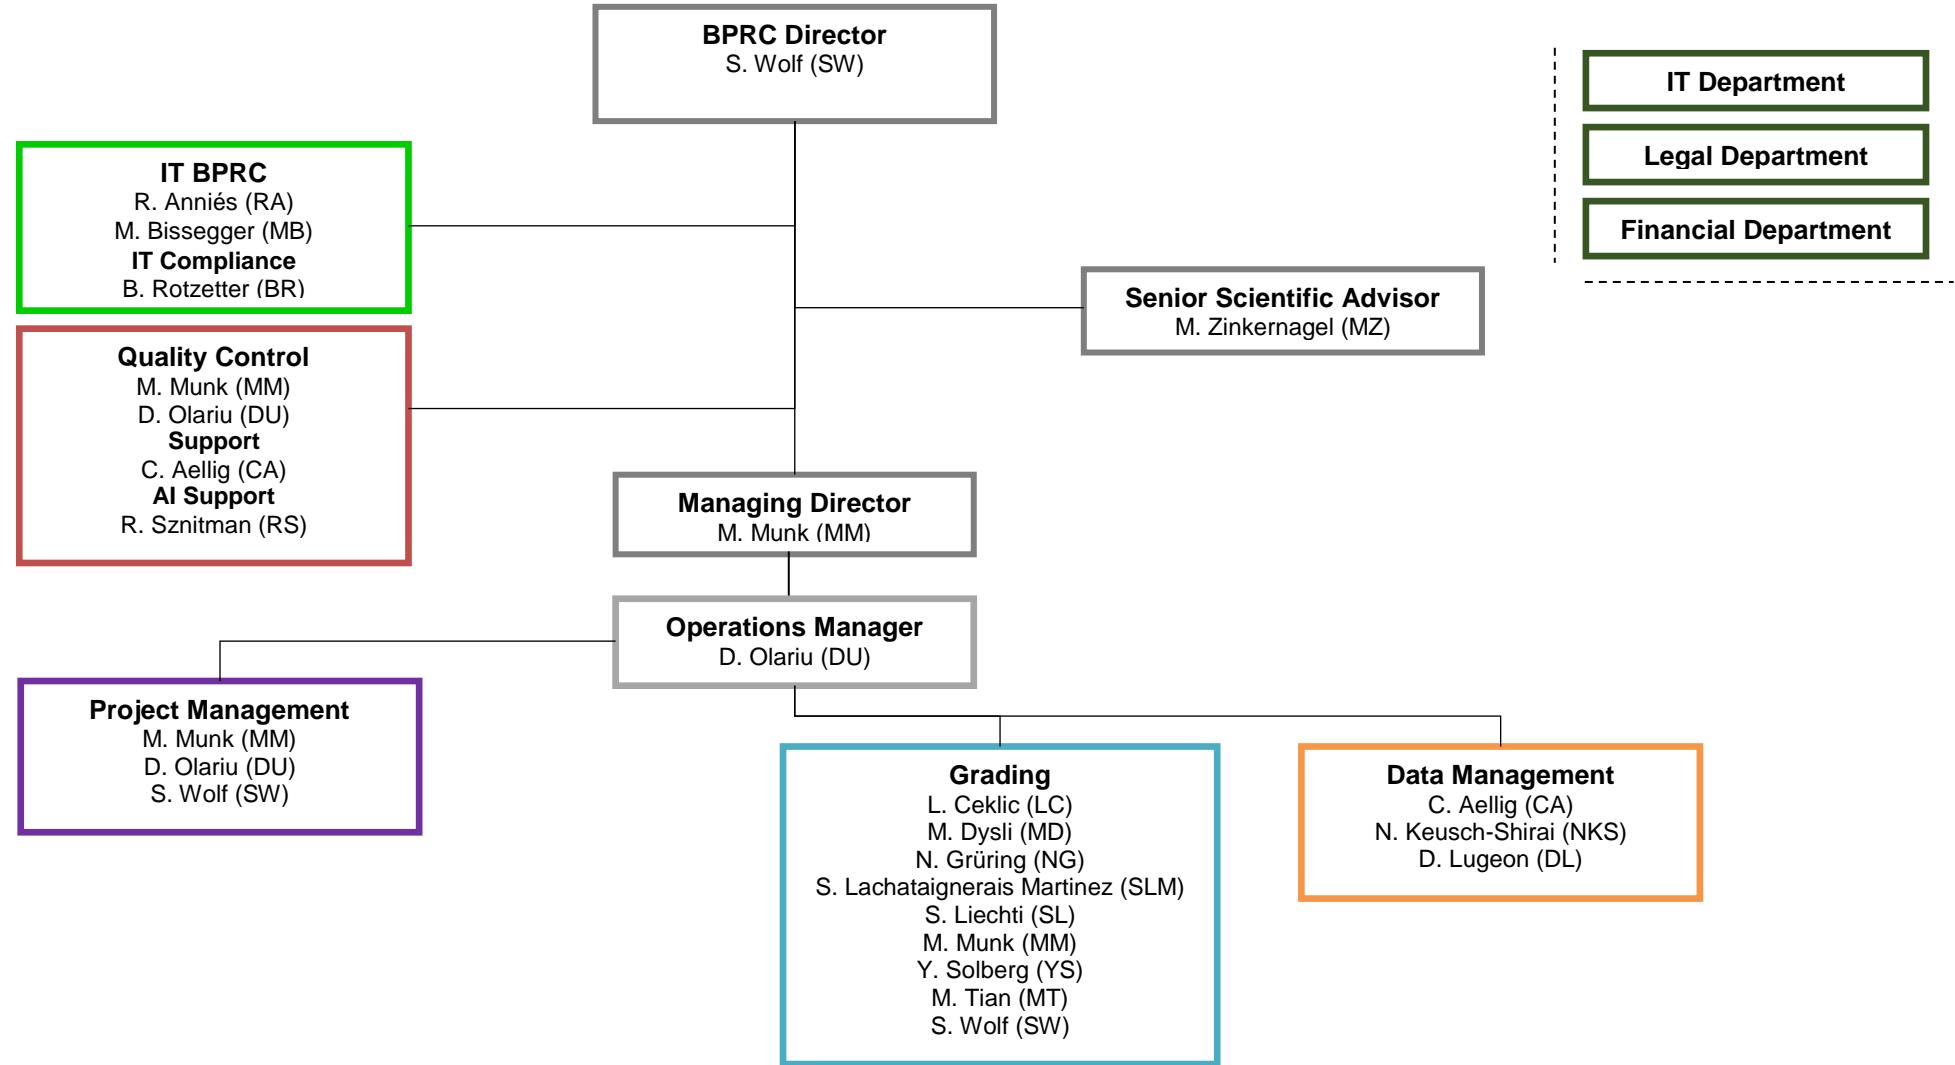 BPRC Director
S. Wolf (SW)
IT Department
Legal Department
Financial Department
IT BPRC
R. Anniés (RA)
M. Bissegger (MB)
IT Compliance
B. Rotzetter (BR)
Senior Scientific Advisor
M. Zinkernagel (MZ)
Quality Control
M. Munk (MM)
D. Olariu (DU)
Support
C. Aellig (CA)
AI Support
R. Sznitman (RS)
Managing Director
M. Munk (MM)
Operations Manager
D. Olariu (DU)
Project Management
M. Munk (MM)
D. Olariu (DU)
S. Wolf (SW)
Grading
L. Ceklic (LC)
M. Dysli (MD)
N. Grüring (NG)
S. Lachataignerais Martinez (SLM)
S. Liechti (SL)
M. Munk (MM)
Y. Solberg (YS)
M. Tian (MT)
S. Wolf (SW)
Data Management
C. Aellig (CA)
N. Keusch-Shirai (NKS)
D. Lugeon (DL)